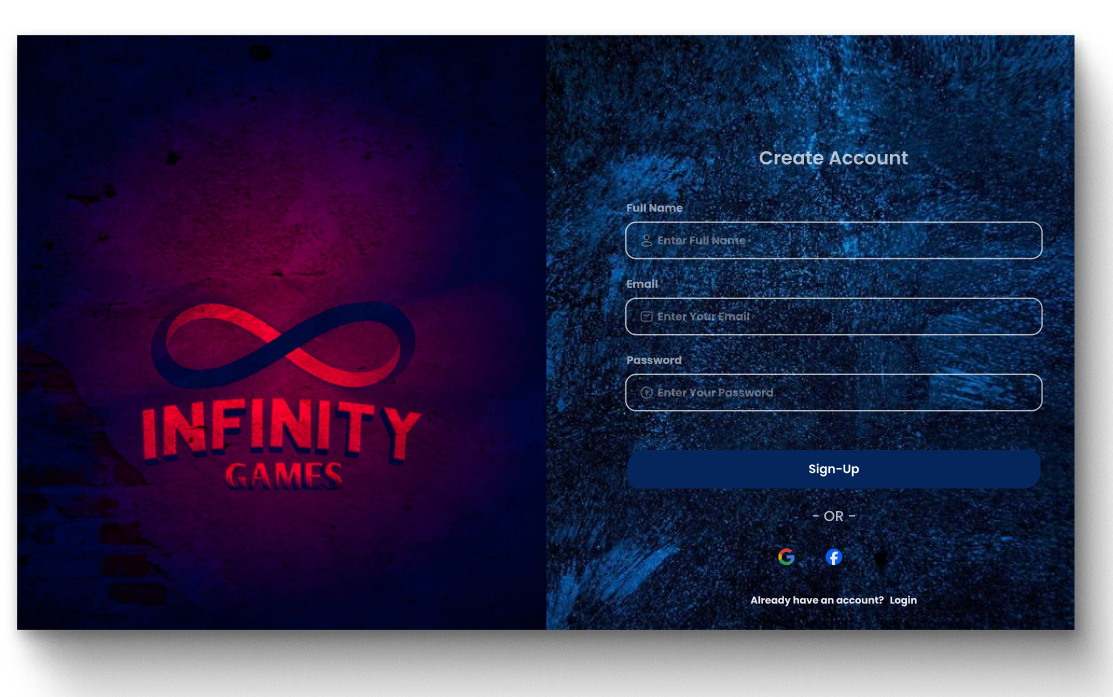 INFINITY
GAMES
Create Account
Full Name
Enter Full Name
Email
Enter Your Email
Password
Enter Your Password
Sign-Up
- OR -
Already have an account? Login